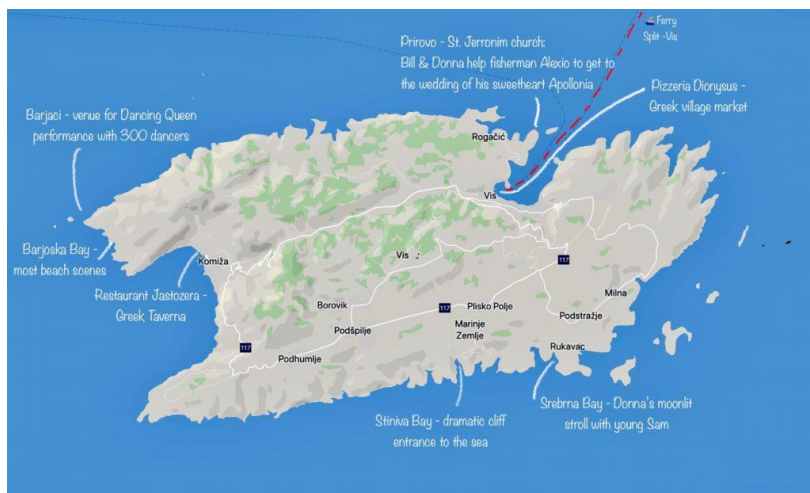 Ferry
Split -Vis
Prirovo - St. Jerronim church:
Bill & Donna help fisherman Alexio to get to
the wedding of his sweetheart Apollonia
Pizzeria Dionysus -
Greek village market
Barjaci - venue for Dancing Queen
performance with 300 dancers
Rogačić
Vis
Barjoska Bay -
most beach scenes
Komiža
Vis
117
Restaurant Jastozera -
Greek Taverna
Borovik
Milna
117
Plisko Polje
Podšpilje
Marinje
Zemlje
Podstražje
117
Podhumlje
Rukavac
Stiniva Bay - dramatic cliff
entrance to the sea
Srebrna Bay - Donna's moonlit
stroll with young Sam